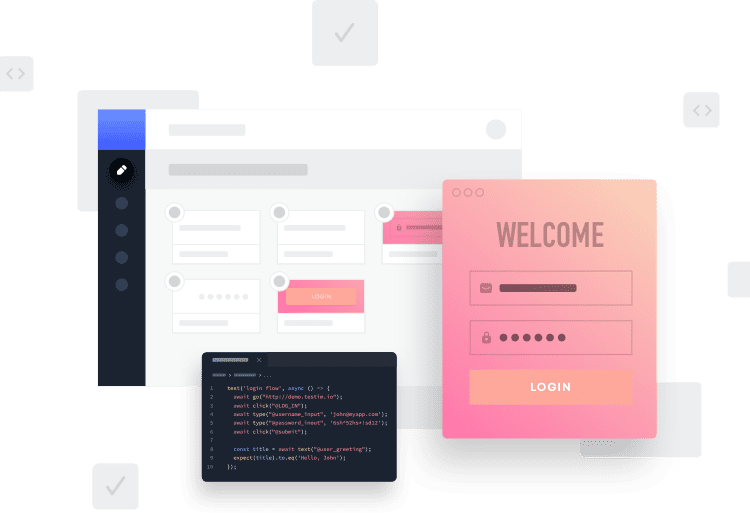 WELCOME
LOGIN
LOGIN
1 test('login flow', async () => {
2 await go("http://demo.testim.io");
3 await click("@LOG_IN");
4 await type("@username_input", 'john@myapp.com');
5 await type("@password_input",
6 await click("@submit");
7
8 const title = await text("@user_greeting");
9 expect(title).to.eq('Hello, John');
10 });